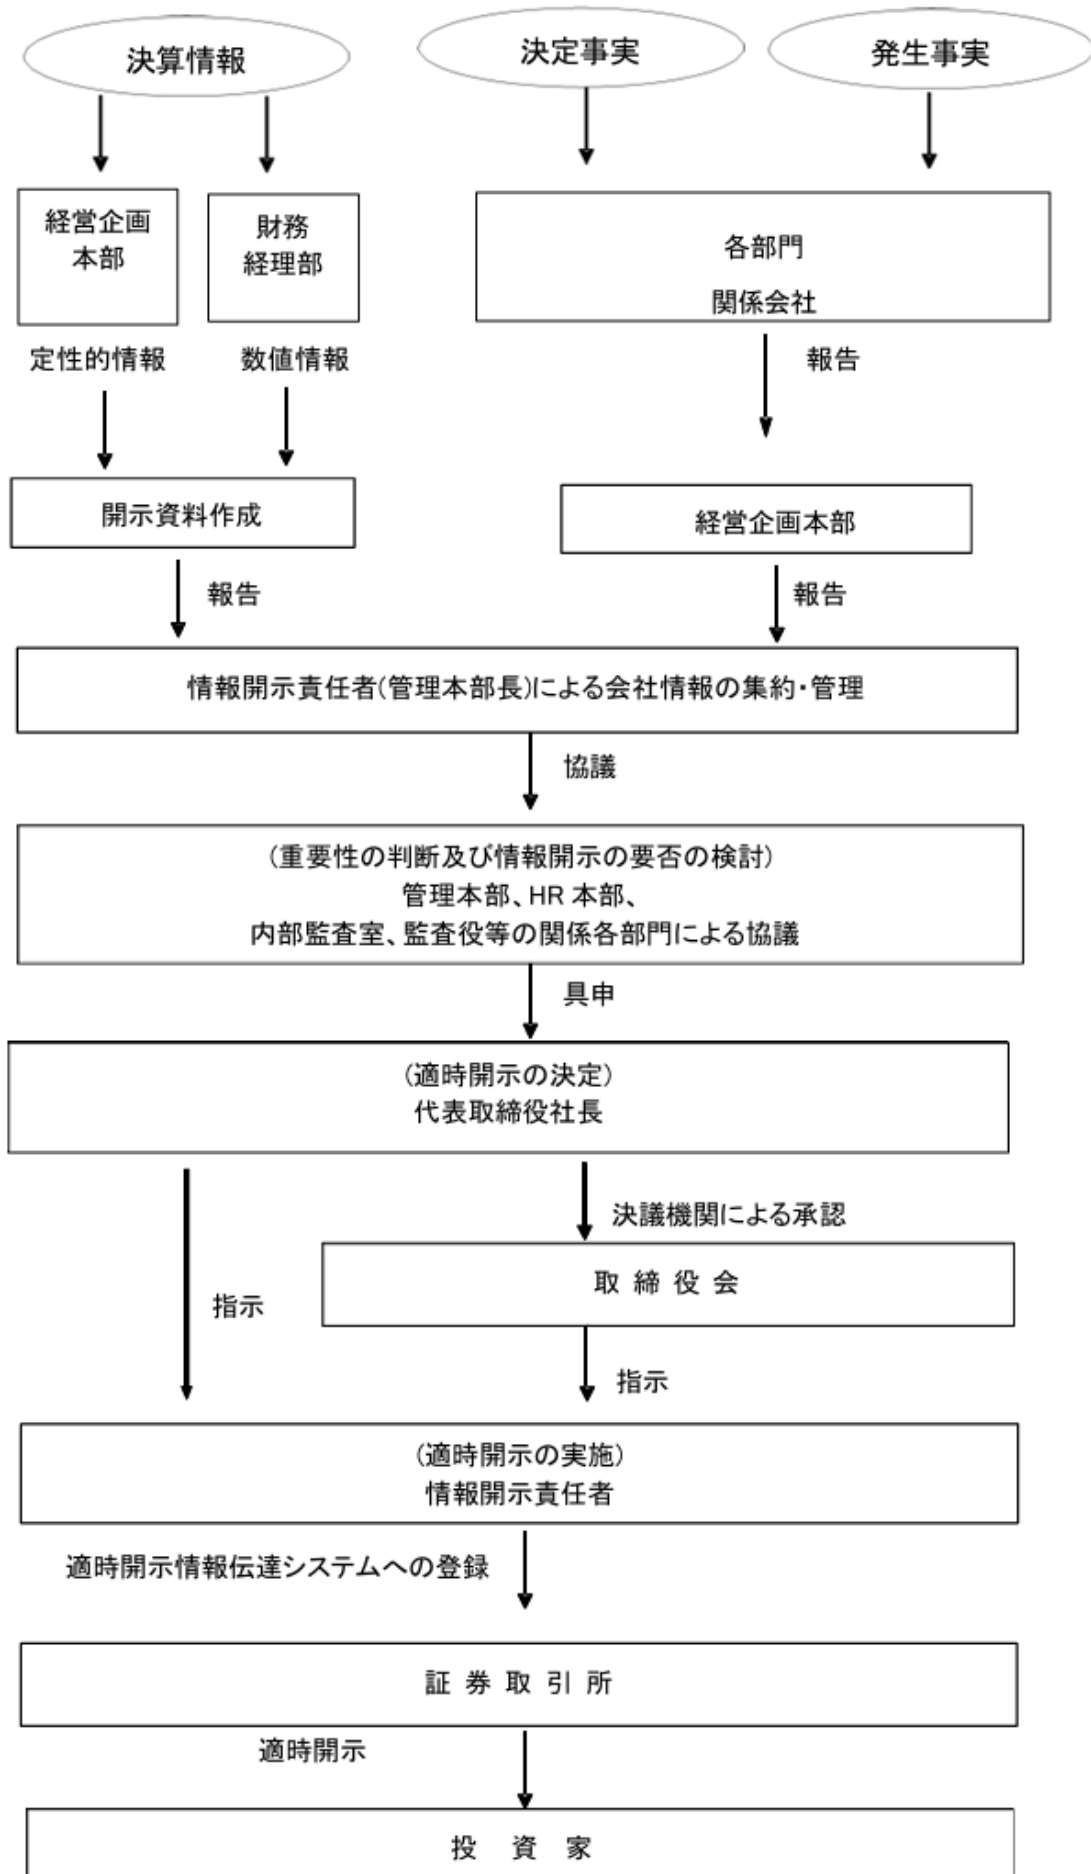 決算情報
決定事実
発生事実
経営企画
本部
財務
経理部
各部門
関係会社
定性的情報
数値情報
報告
開示資料作成
経営企画本部
報告
報告
情報開示責任者(管理本部長)による会社情報の集約・管理
協議
(重要性の判断及び情報開示の要否の検討)
管理本部、HR 本部、
内部監査室、監査役等の関係各部門による協議
具申
(適時開示の決定)
代表取締役社長
決議機関による承認
取 締 役 会
指示
指示
(適時開示の実施)
情報開示責任者
適時開示情報伝達システムへの登録
証 券 取 引 所
適時開示
投 資 家